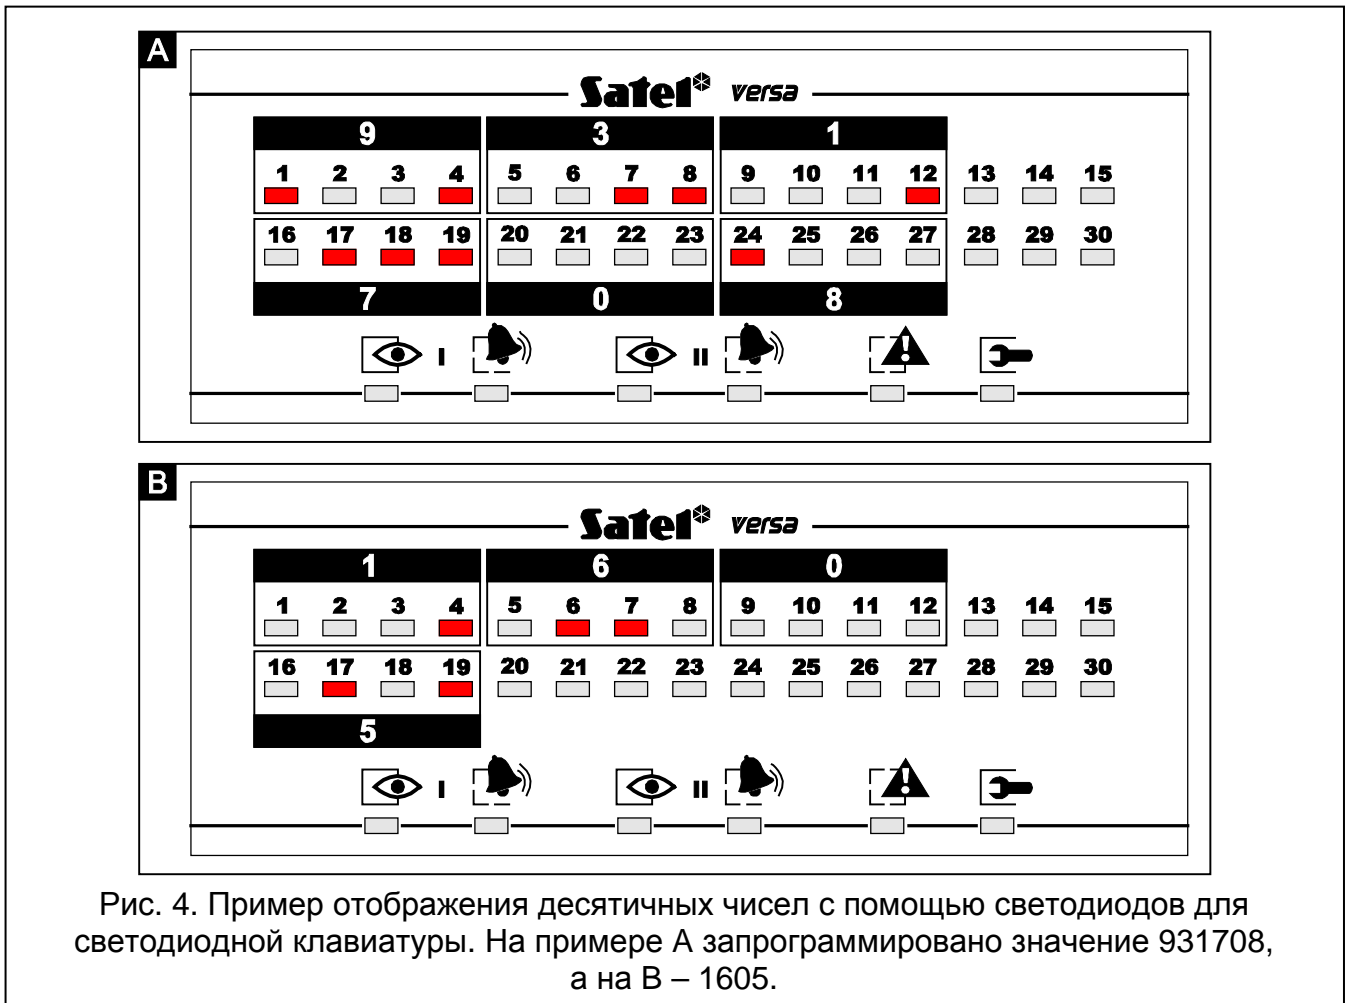 A
Satel versa
9 3 1
1 2 3 4 5 6 7 8 9 10 11 12 13 14 15
16 17 18 19 20 21 22 23 24 25 26 27 28 29 30
7 0 8
I II
B
Satel versa
1 6 0
1 2 3 4 5 6 7 8 9 10 11 12 13 14 15
16 17 18 19 20 21 22 23 24 25 26 27 28 29 30
5
I II
Рис. 4. Пример отображения десятичных чисел с помощью светодиодов для
светодиодной клавиатуры. На примере А запрограммировано значение 931708,
а на В – 1605.